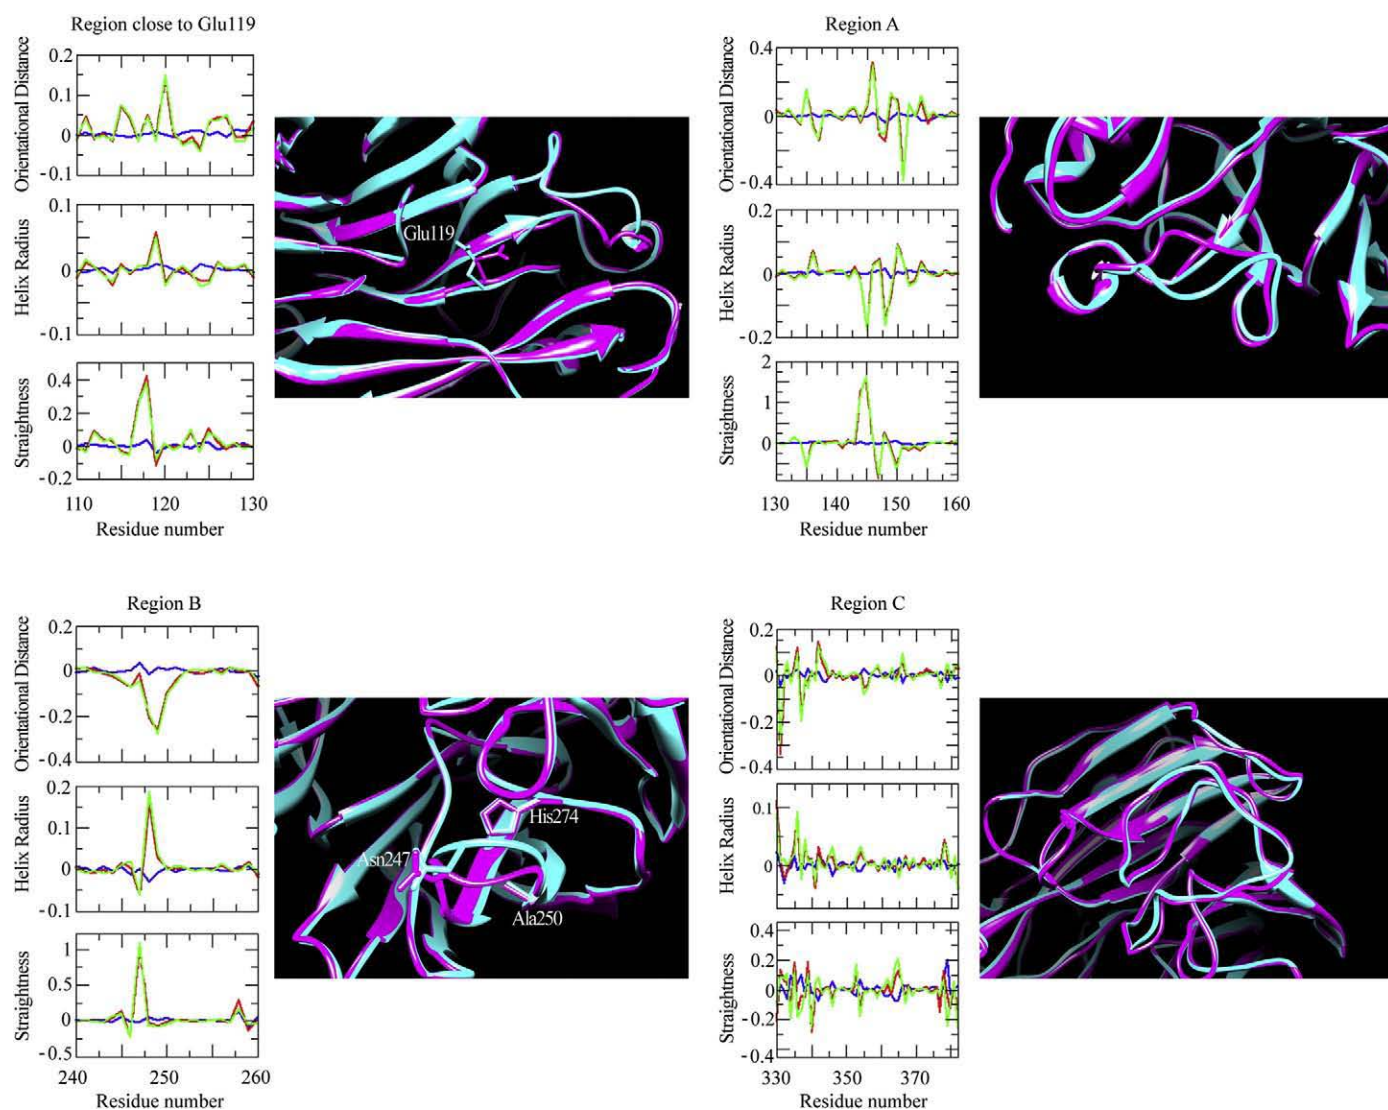 Region close to Glu119
Orientational Distance
0.2
0.1
0
-0.1
Helix Radius
0.1
0
-0.1
Straightness
0.4
0.2
0
-0.2
110 120 130
Residue number
Glu119
Region A
Orientational Distance
0.4
0
-0.4
Helix Radius
0.2
0
-0.2
Straightness
2
1
0
130 140 150 160
Residue number
Region B
Orientational Distance
0.2
0
-0.2
-0.4
Helix Radius
0.2
0.1
0
-0.1
Straightness
1
0.5
0
-0.5
240 250 260
Residue number
His274
Asn247
Ala250
Region C
Orientational Distance
0.2
0
-0.2
-0.4
Helix Radius
0.1
0
Straightness
0.4
0.2
0
-0.2
-0.4
330 350 370
Residue number